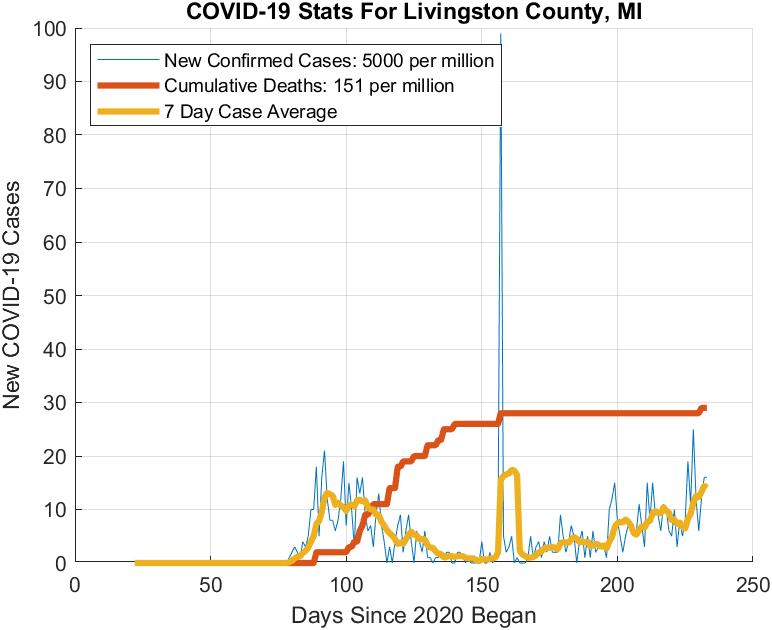 COVID-19 Stats For Livingston County, MI
New Confirmed Cases: 5000 per million
Cumulative Deaths: 151 per million
7 Day Case Average
New COVID-19 Cases
100
90
80
70
60
50
40
30
20
10
0
0 50 100 150 200 250
Days Since 2020 Began